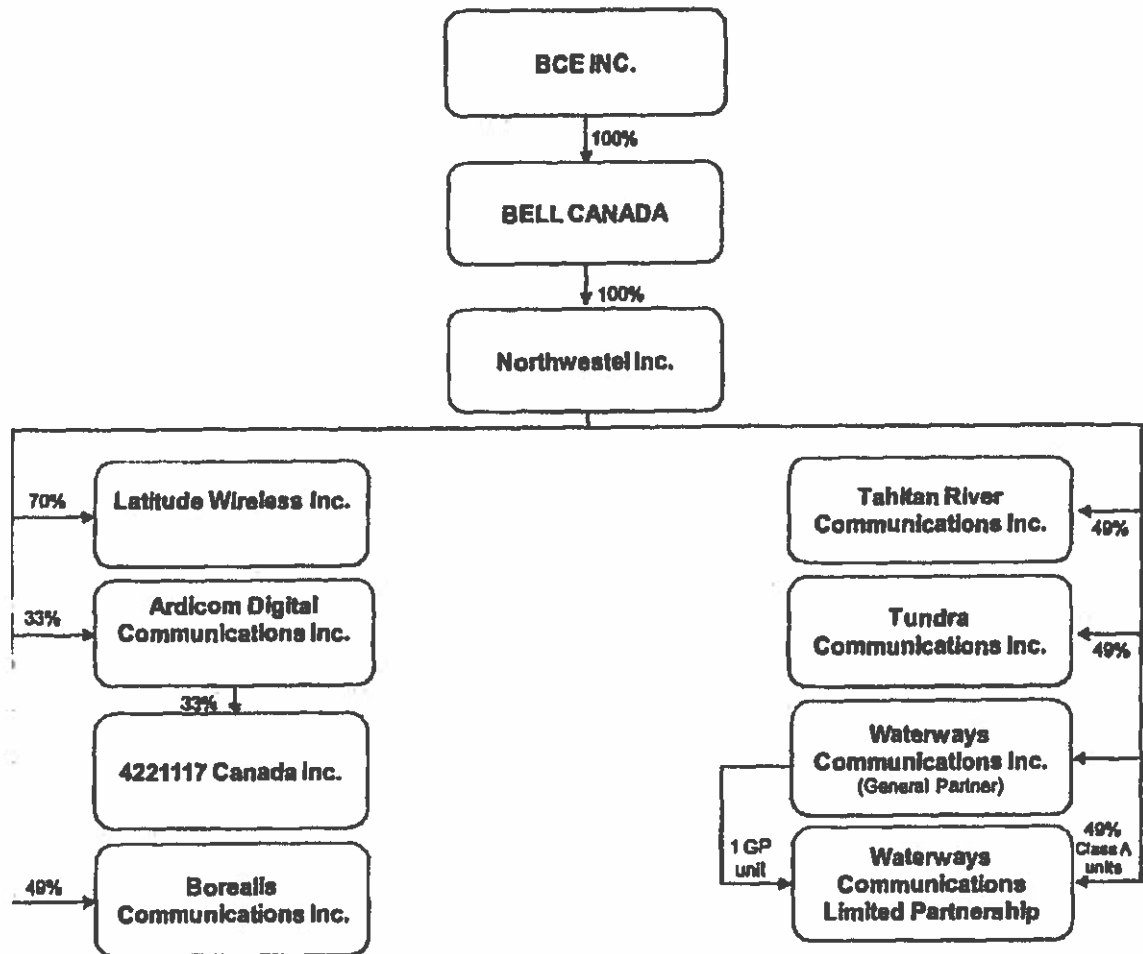 BCE INC.
100%
BELL CANADA
100%
Northwestel Inc.
70%
Latitude Wireless Inc.
33%
Ardicom Digital
Communications Inc.
33%
4221117 Canada Inc.
49%
Borealis
Communications Inc.
Tahltan River
Communications Inc.
49%
Tundra
Communications Inc.
49%
Waterways
Communications Inc.
(General Partner)
1 GP
unit
49%
Class A
units
Waterways
Communications
Limited Partnership